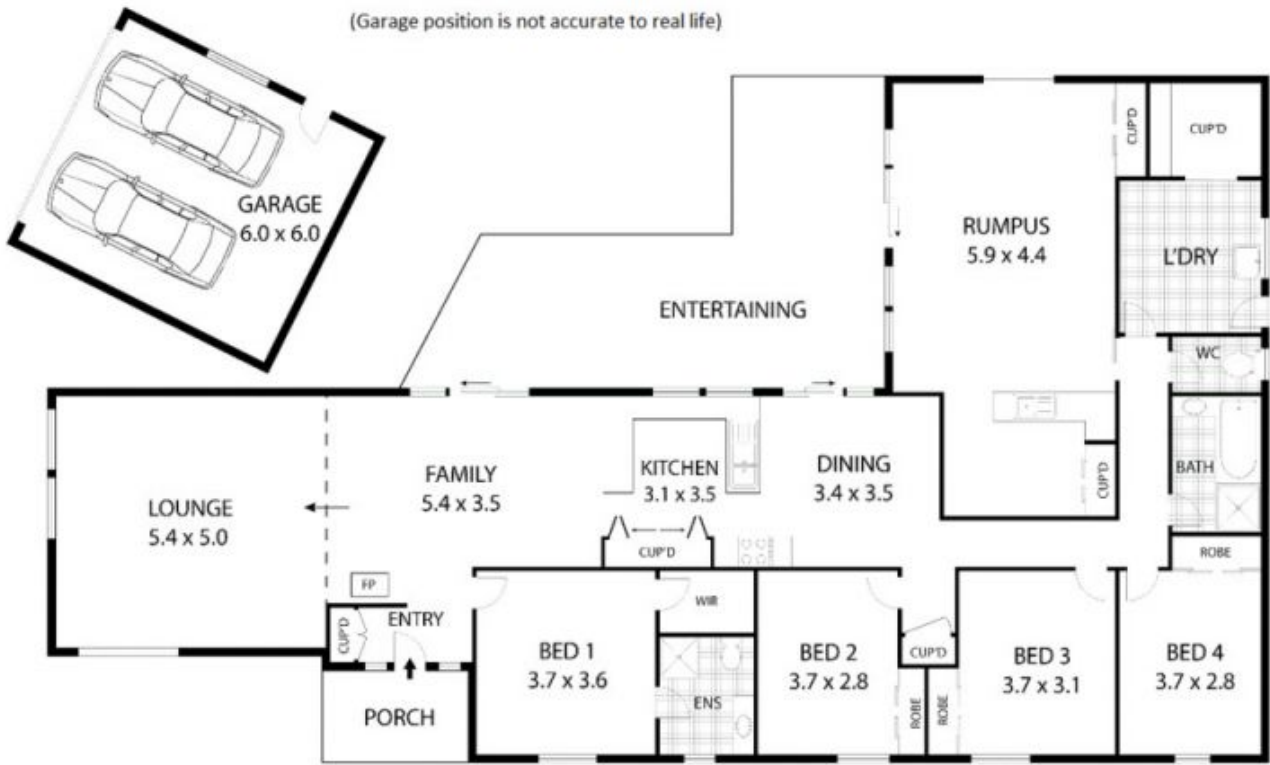 (Garage position is not accurate to real life)
GARAGE
6.0 x 6.0
CUP'D
CUP'D
RUMPUS
5.9 x 4.4
L'DRY
ENTERTAINING
WC
FAMILY
5.4 x 3.5
KITCHEN
3.1 x 3.5
DINING
3.4 x 3.5
BATH
CUP'D
LOUNGE
5.4 x 5.0
CUP'D
ROBE
FP
WIR
ENTRY
CUP'D
BED 1
3.7 x 3.6
BED 2
3.7 x 2.8
CUP'D
BED 3
3.7 x 3.1
BED 4
3.7 x 2.8
ENS
ROBE
ROBE
PORCH